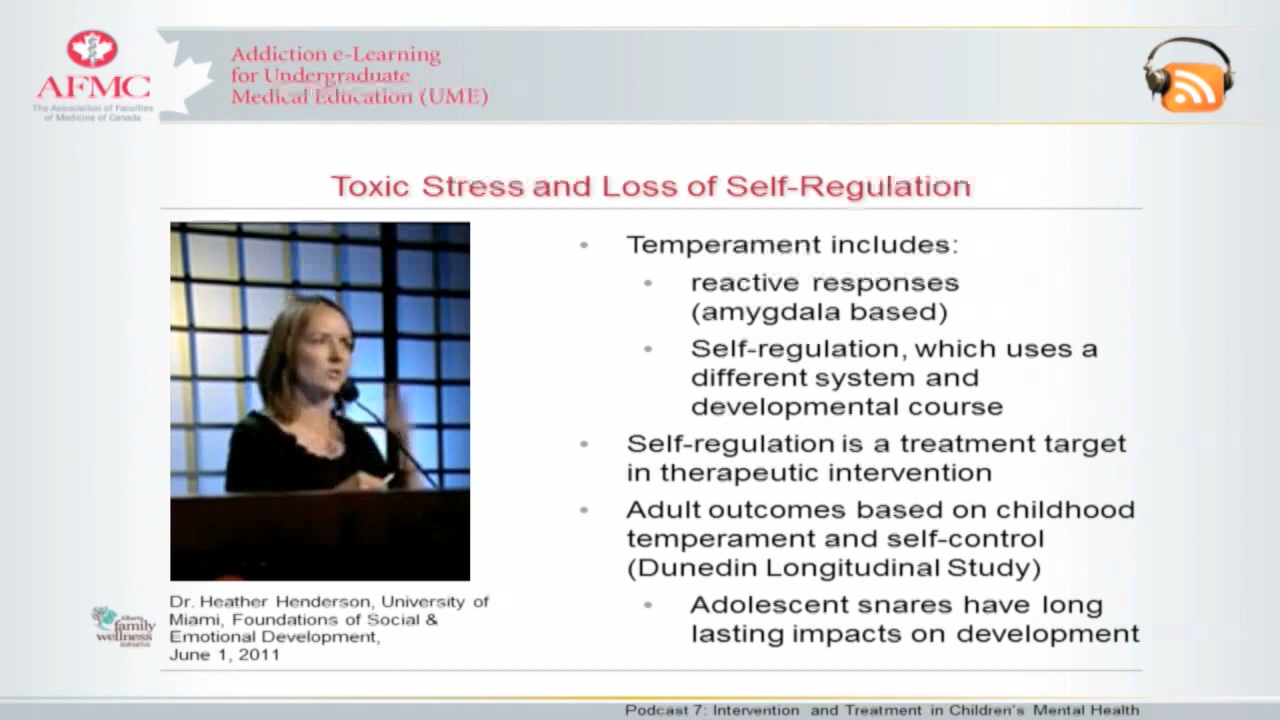 AFMC
The Association of Faculties
of Medicine of Canada
Addiction e-Learning
for Undergraduate
Medical Education (UME)
Toxic Stress and Loss of Self-Regulation
• Temperament includes:
• reactive responses
(amygdala based)
• Self-regulation, which uses a
different system and
developmental course
• Self-regulation is a treatment target
in therapeutic intervention
• Adult outcomes based on childhood
temperament and self-control
(Dunedin Longitudinal Study)
• Adolescent snares have long
lasting impacts on development
Alberta
family
wellness
Dr. Heather Henderson, University of
Miami, Foundations of Social &
Emotional Development,
June 1, 2011
Podcast 7: Intervention and Treatment in Children's Mental Health